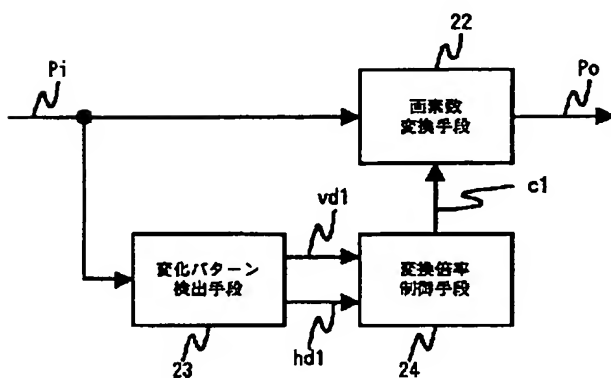 22
Pi
Po
画素数
変換手段
c1
vd1
変化パターン
検出手段
変換倍率
制御手段
hd1
23
24